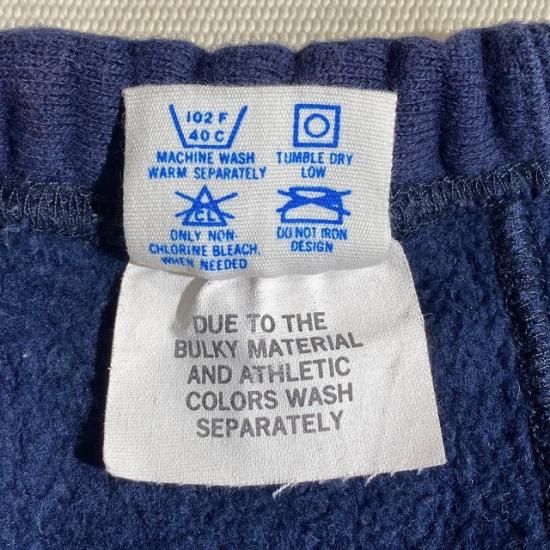 102 F
40 C
MACHINE WASH
WARM SEPARATELY
TUMBLE DRY
LOW
CL
ONLY NON-
CHLORINE BLEACH.
WHEN NEEDED
DO NOT IRON
DESIGN
DUE TO THE
BULKY MATERIAL
AND ATHLETIC
COLORS WASH
SEPARATELY